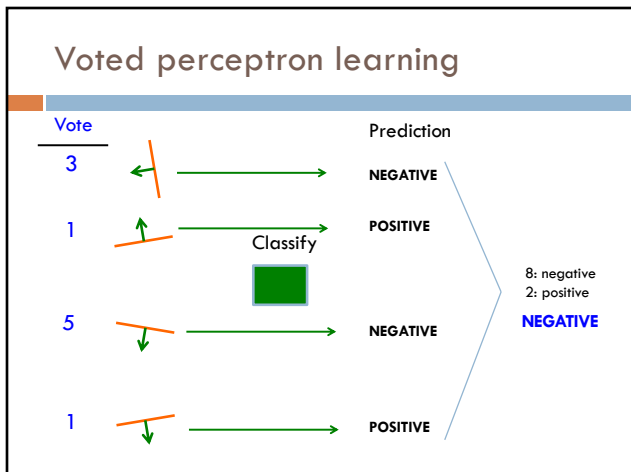 Voted perceptron learning
Vote
Prediction
3
NEGATIVE
1
POSITIVE
Classify
8: negative
2: positive
NEGATIVE
5
NEGATIVE
1
POSITIVE